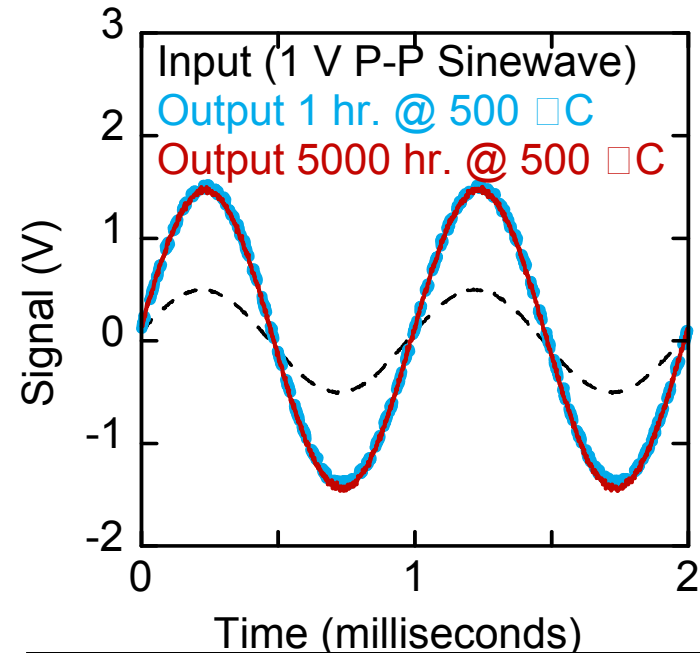 3
Input (1 V P-P Sinewave)
Output 1 hr. @ 500 □C
2
Output 5000 hr. @ 500 □C
1
0
-1
-2
Signal (V)
0 1 2
Time (milliseconds)